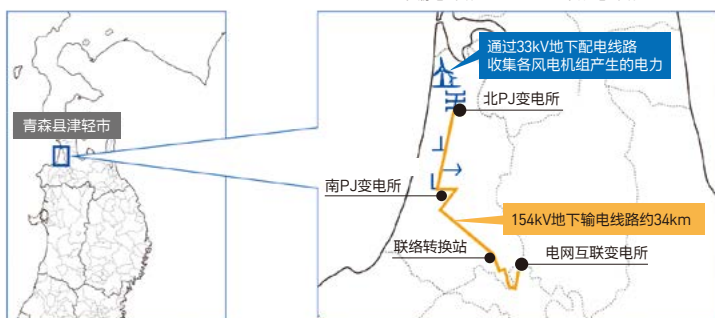 通过33kV地下配电线路
收集各风电机组产生的电力
北PJ变电所
青森县津轻市
南PJ变电所
154kV地下输电线路约34km
联络转换站
电网互联变电所